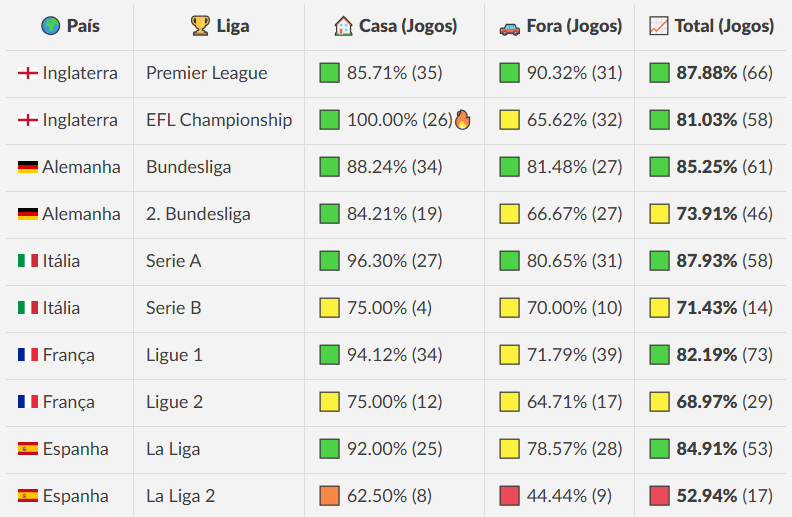 País Liga Casa (Jogos) Fora (Jogos) Total (Jogos)
Inglaterra Premier League 85.71% (35) 90.32% (31) 87.88% (66)
Inglaterra EFL Championship 100.00% (26) 65.62% (32) 81.03% (58)
Alemanha Bundesliga 88.24% (34) 81.48% (27) 85.25% (61)
Alemanha 2. Bundesliga 84.21% (19) 66.67% (27) 73.91% (46)
Itália Serie A 96.30% (27) 80.65% (31) 87.93% (58)
Itália Serie B 75.00% (4) 70.00% (10) 71.43% (14)
França Ligue 1 94.12% (34) 71.79% (39) 82.19% (73)
França Ligue 2 75.00% (12) 64.71% (17) 68.97% (29)
Espanha La Liga 92.00% (25) 78.57% (28) 84.91% (53)
Espanha La Liga 2 62.50% (8) 44.44% (9) 52.94% (17)